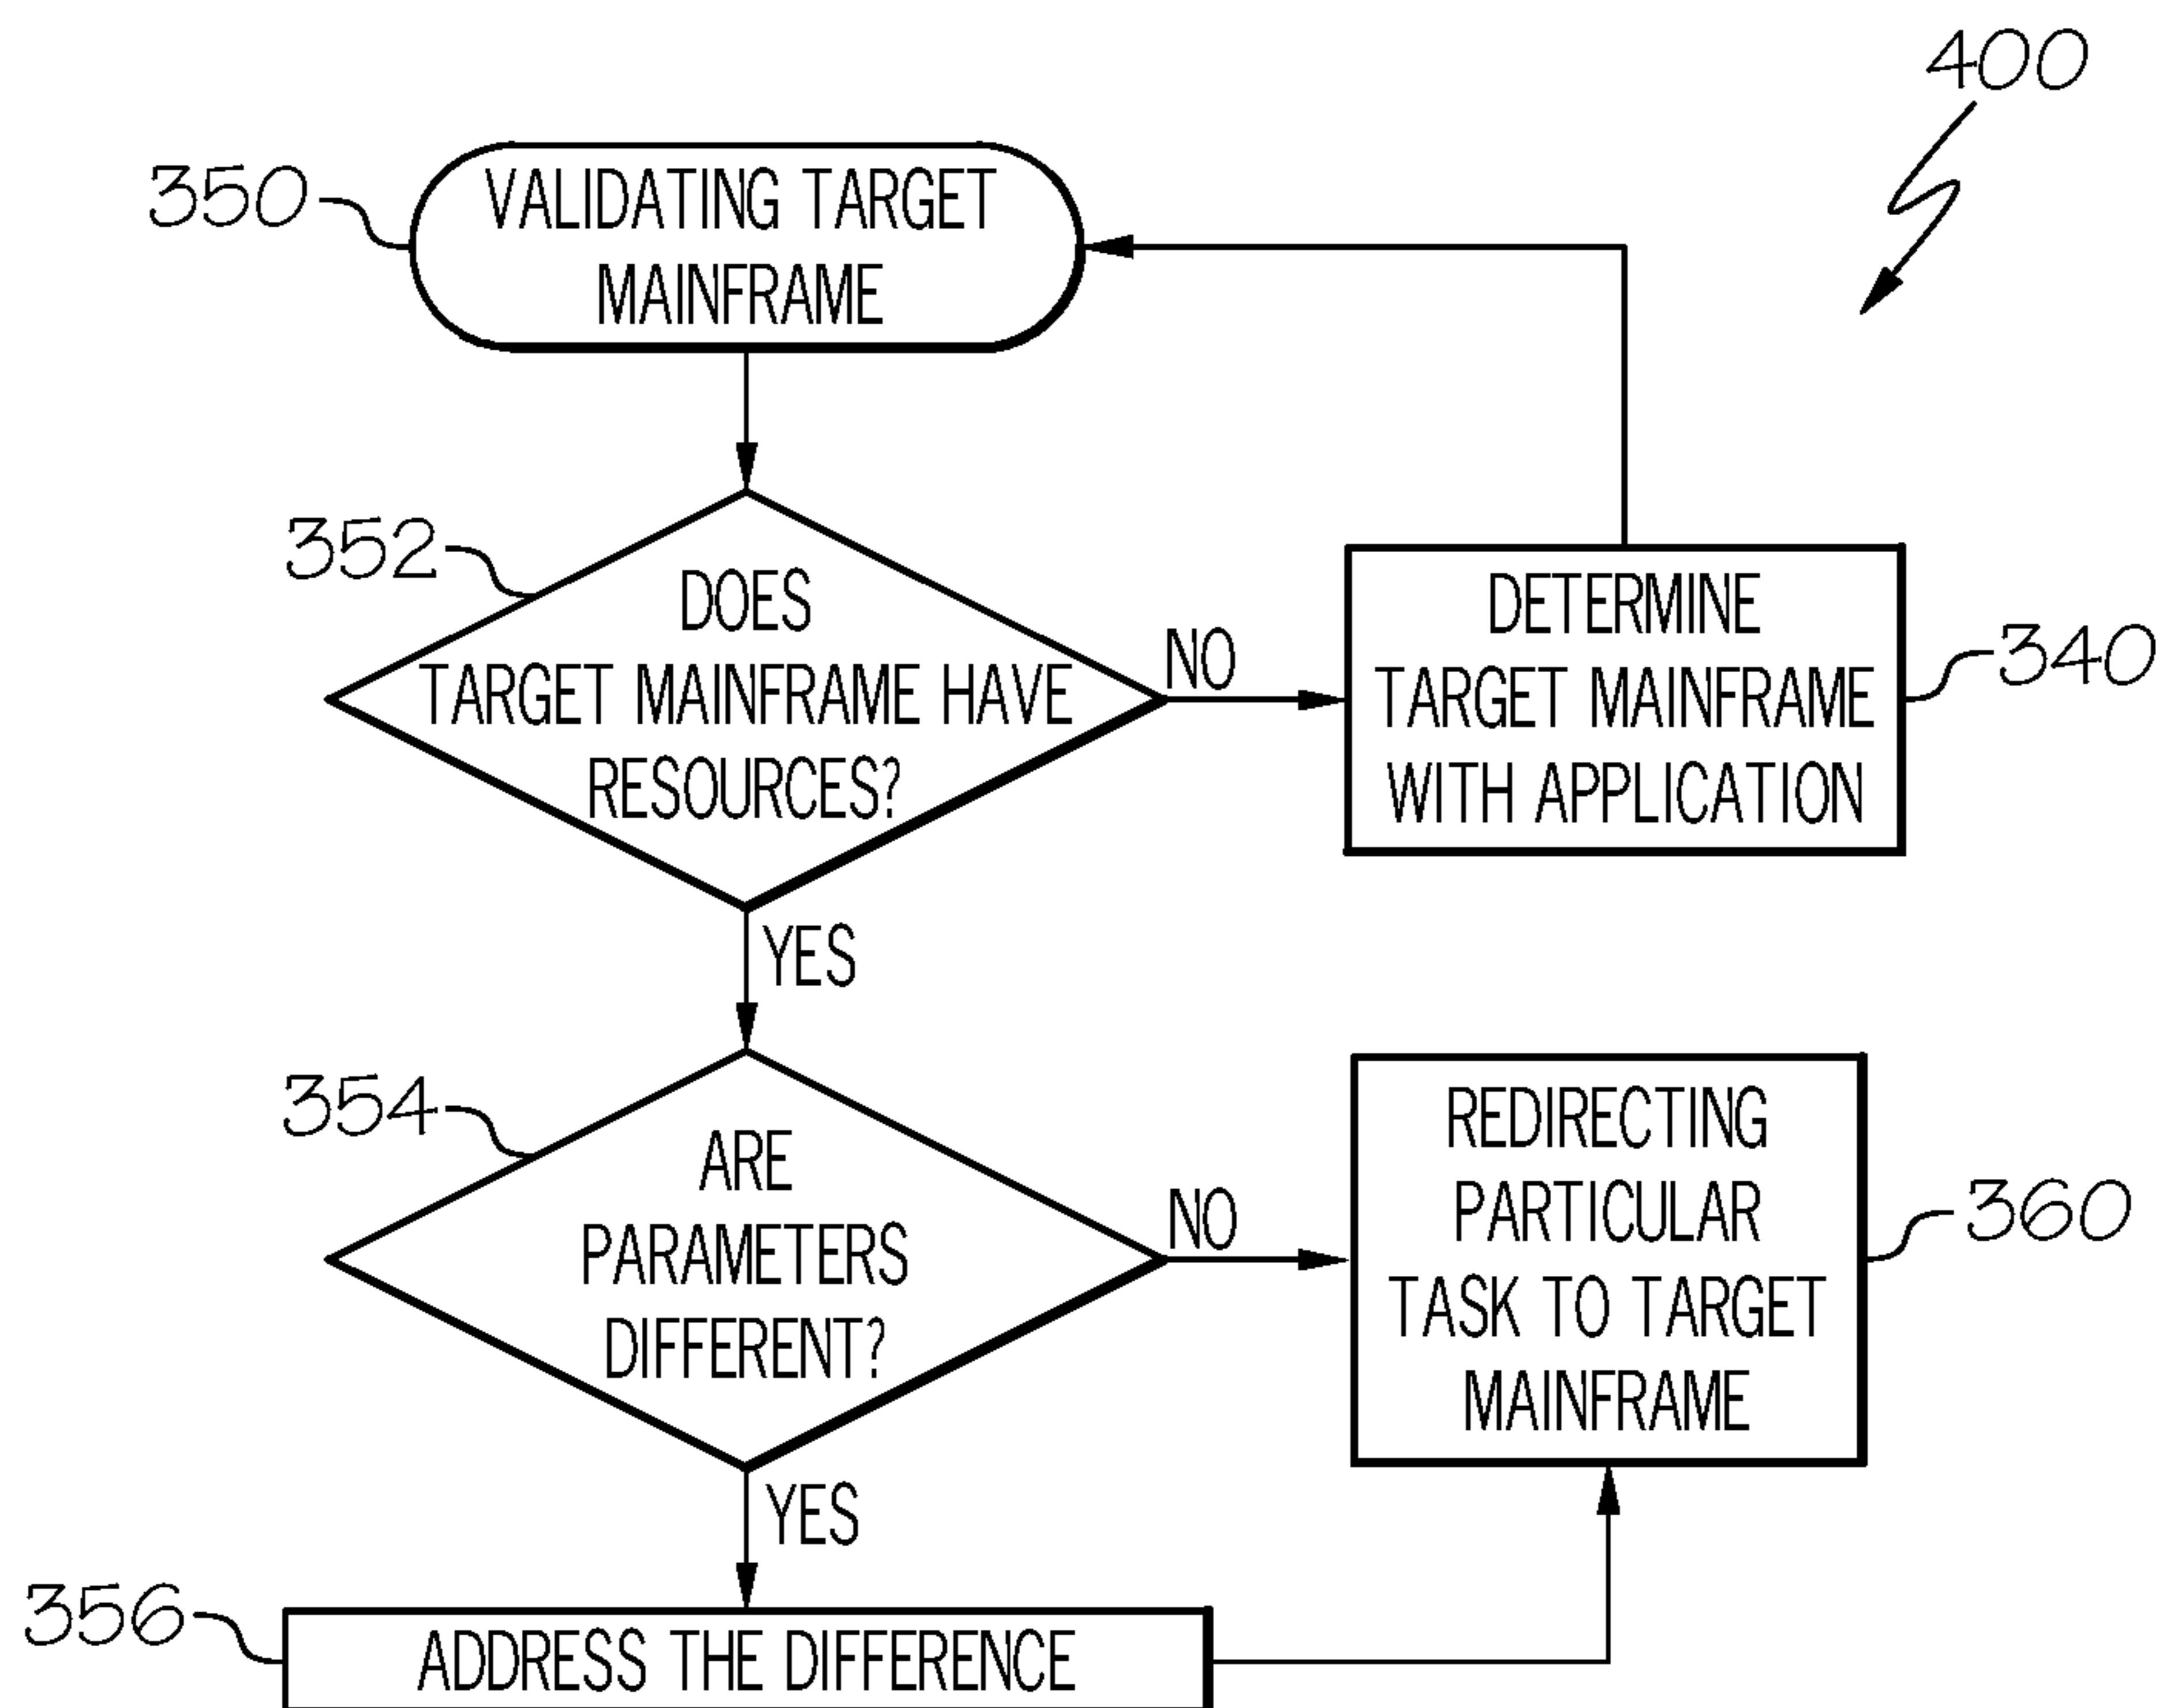 400
350
VALIDATING TARGET
MAINFRAME
352
DOES
TARGET MAINFRAME HAVE
RESOURCES?
NO
DETERMINE
TARGET MAINFRAME
WITH APPLICATION
340
YES
354
ARE
PARAMETERS
DIFFERENT?
NO
REDIRECTING
PARTICULAR
TASK TO TARGET
MAINFRAME
360
YES
356
ADDRESS THE DIFFERENCE